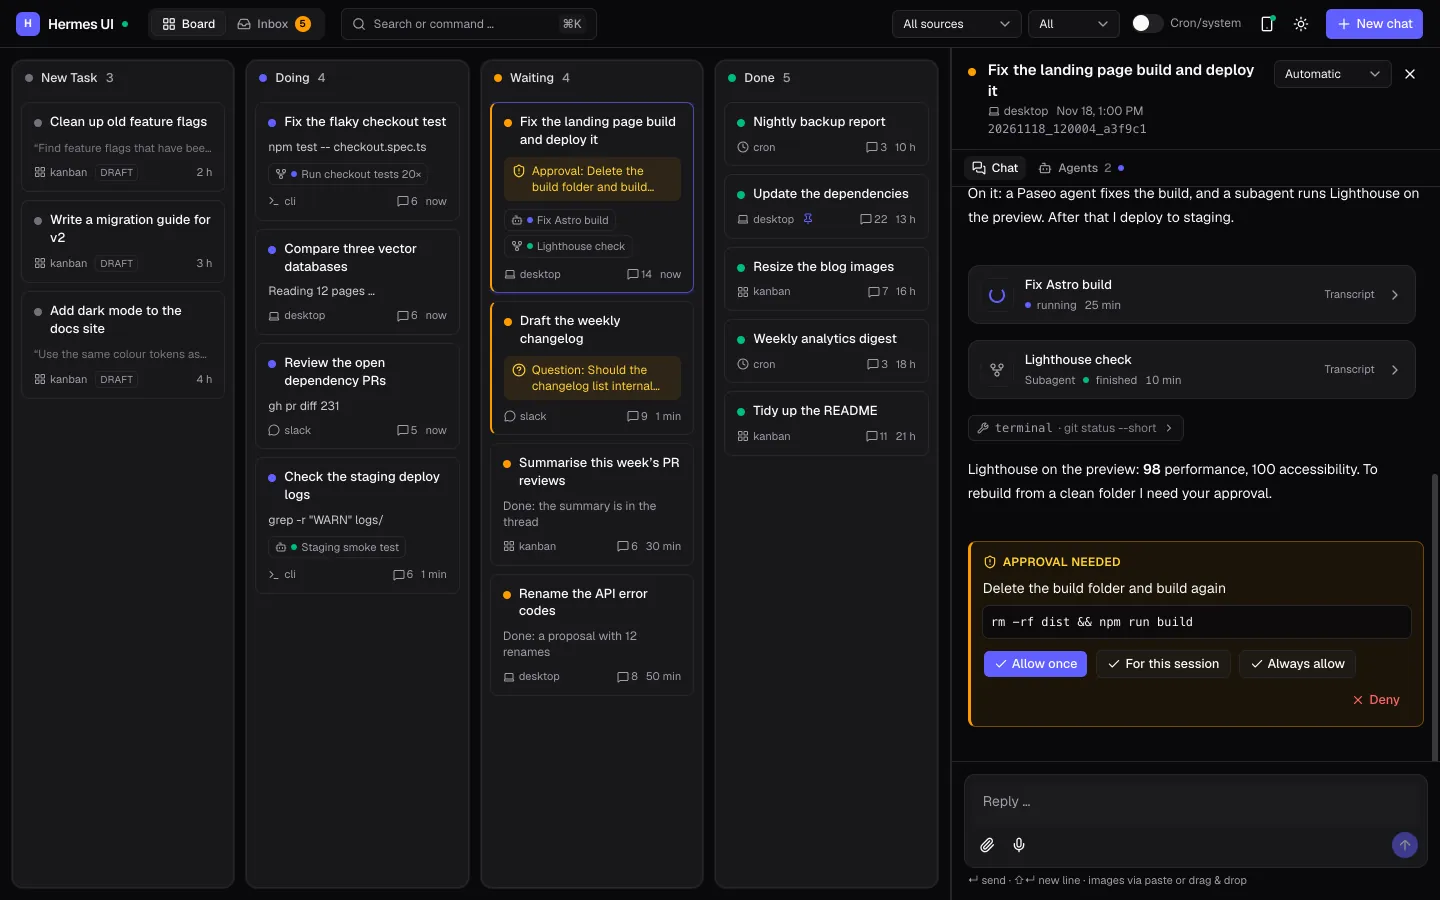 H Hermes UI
Board
Inbox 5
Search or command …
⌘K
All sources
All
Cron/system
New chat
New Task 3
Clean up old feature flags
“Find feature flags that have bee…
kanban DRAFT 2 h
Write a migration guide for
v2
kanban DRAFT 3 h
Add dark mode to the
docs site
“Use the same colour tokens as…
kanban DRAFT 4 h
Doing 4
Fix the flaky checkout test
npm test -- checkout.spec.ts
Run checkout tests 20×
cli 6 now
Compare three vector
databases
Reading 12 pages …
desktop 6 now
Review the open
dependency PRs
gh pr diff 231
slack 5 now
Check the staging deploy
logs
grep -r "WARN" logs/
Staging smoke test
cli 6 1 min
Waiting 4
Fix the landing page build
and deploy it
Approval: Delete the
build folder and build…
Fix Astro build
Lighthouse check
desktop 14 now
Draft the weekly
changelog
Question: Should the
changelog list internal…
slack 9 1 min
Summarise this week’s PR
reviews
Done: the summary is in the
thread
kanban 6 30 min
Rename the API error
codes
Done: a proposal with 12
renames
desktop 8 50 min
Done 5
Nightly backup report
cron 3 10 h
Update the dependencies
desktop 22 13 h
Resize the blog images
kanban 7 16 h
Weekly analytics digest
cron 3 18 h
Tidy up the README
kanban 11 21 h
Fix the landing page build and deploy
it
Automatic
desktop Nov 18, 1:00 PM
20261118_120004_a3f9c1
Chat
Agents 2
On it: a Paseo agent fixes the build, and a subagent runs Lighthouse on
the preview. After that I deploy to staging.
Fix Astro build
running 25 min
Transcript
Lighthouse check
Subagent finished 10 min
Transcript
terminal · git status --short
Lighthouse on the preview: 98 performance, 100 accessibility. To
rebuild from a clean folder I need your approval.
APPROVAL NEEDED
Delete the build folder and build again
rm -rf dist && npm run build
Allow once
For this session
Always allow
Deny
Reply …
↵ send · ⇧↵ new line · images via paste or drag & drop